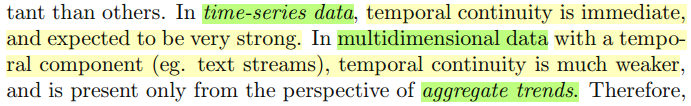 tant than others. In time-series data, temporal continuity is immediate,
and expected to be very strong. In multidimensional data with a tempo-
ral component (eg. text streams), temporal continuity is much weaker,
and is present only from the perspective of aggregate trends. Therefore,